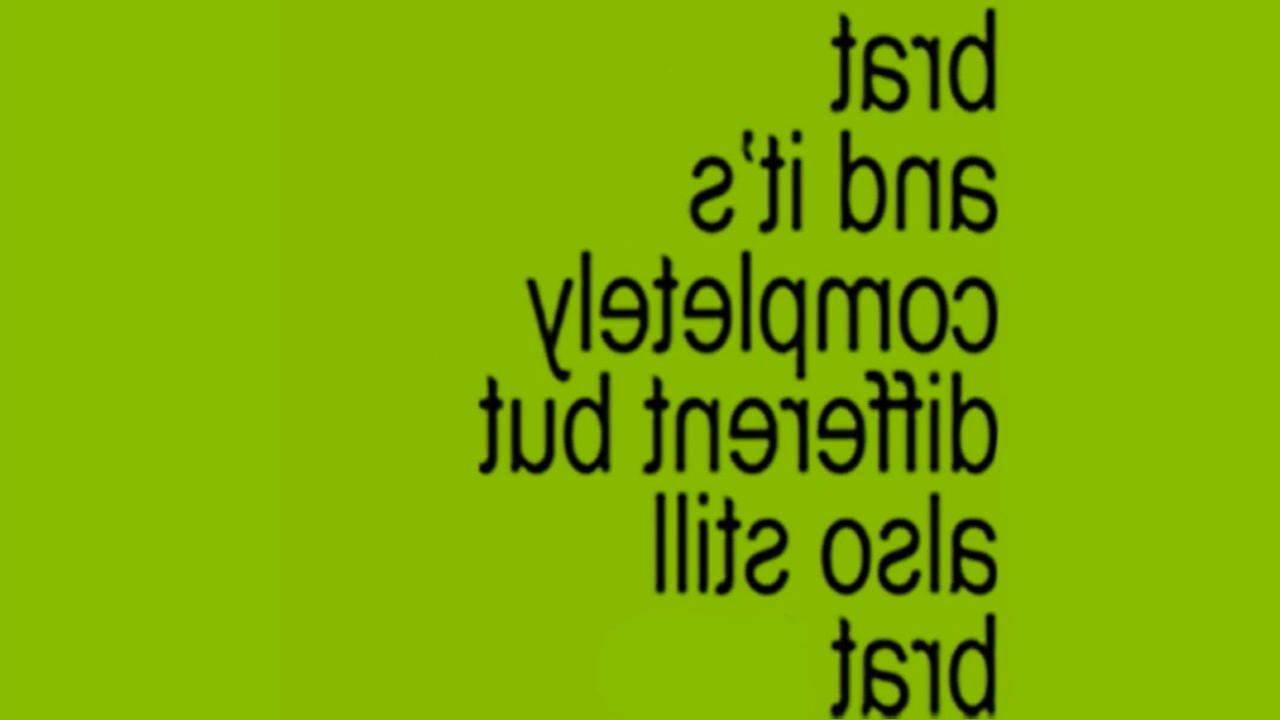 brat
and it's
completely
different but
also still
brat